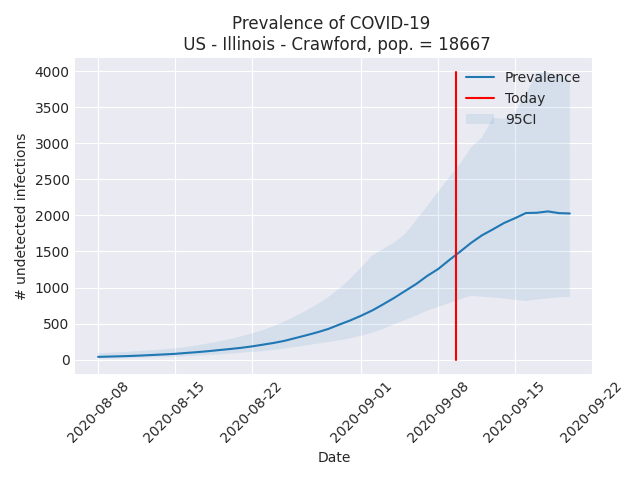 Prevalence of COVID-19
US - Illinois - Crawford, pop. = 18667
4000
3500
3000
2500
2000
1500
1000
500
0
# undetected infections
Prevalence
Today
95CI
2020-08-08
2020-08-15
2020-08-22
2020-09-01
2020-09-08
2020-09-15
2020-09-22
Date